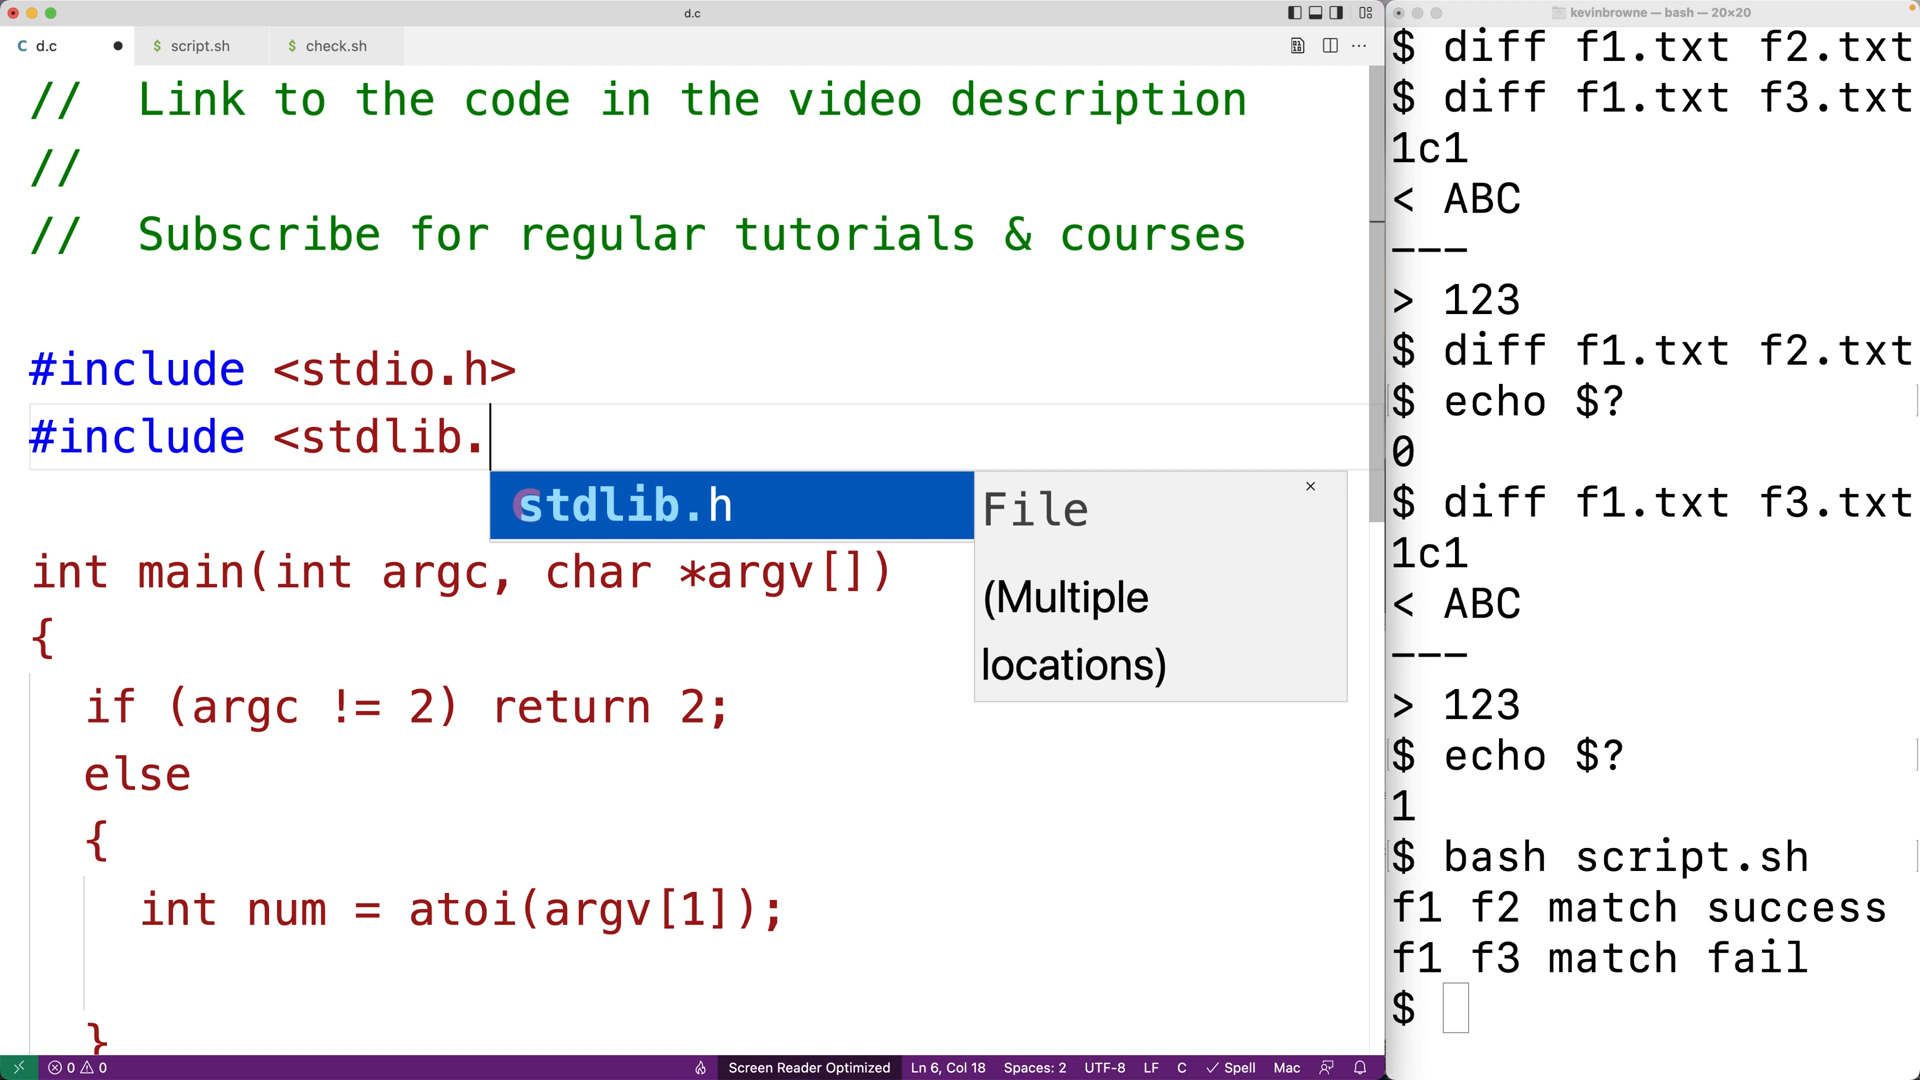 d.c
C d.c
$ script.sh
$ check.sh
// Link to the code in the video description
//
// Subscribe for regular tutorials & courses
#include <stdio.h>
#include <stdlib.
stdlib.h
File
(Multiple
locations)
int main(int argc, char *argv[])
{
if (argc != 2) return 2;
else
{
int num = atoi(argv[1]);
}
0 0
Screen Reader Optimized
Ln 6, Col 18
Spaces: 2
UTF-8
LF
C
Spell
Mac
kevinbrowne — bash — 20×20
$ diff f1.txt f2.txt
$ diff f1.txt f3.txt
1c1
< ABC
---
> 123
$ diff f1.txt f2.txt
$ echo $?
0
$ diff f1.txt f3.txt
1c1
< ABC
---
> 123
$ echo $?
1
$ bash script.sh
f1 f2 match success
f1 f3 match fail
$